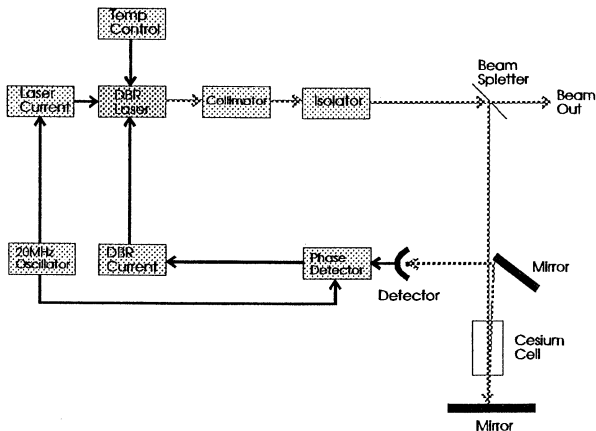 Temp
Control
Laser
Current
DBR
Laser
Collimator
Isolator
Beam
Spletter
Beam
Out
20MHz
Oscillator
DBR
Current
Phase
Detector
Detector
Mirror
Cesium
Cell
Mirror